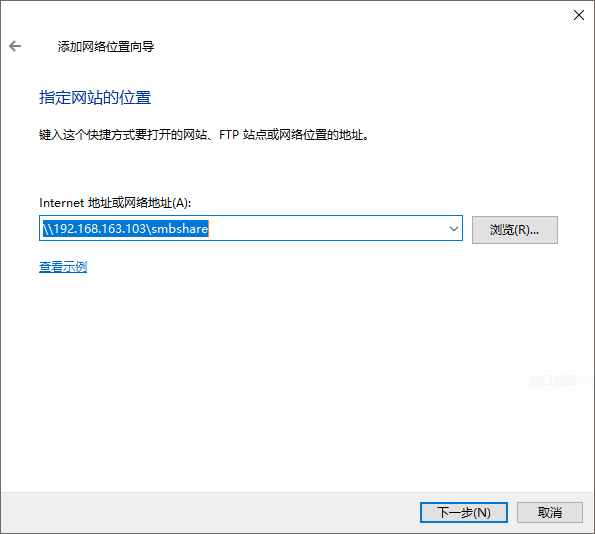 添加网络位置向导
指定网站的位置
键入这个快捷方式要打开的网站、FTP 站点或网络位置的地址。
Internet 地址或网络地址(A):
\\192.168.163.103\smbshare
浏览(R)...
查看示例
下一步(N)
取消